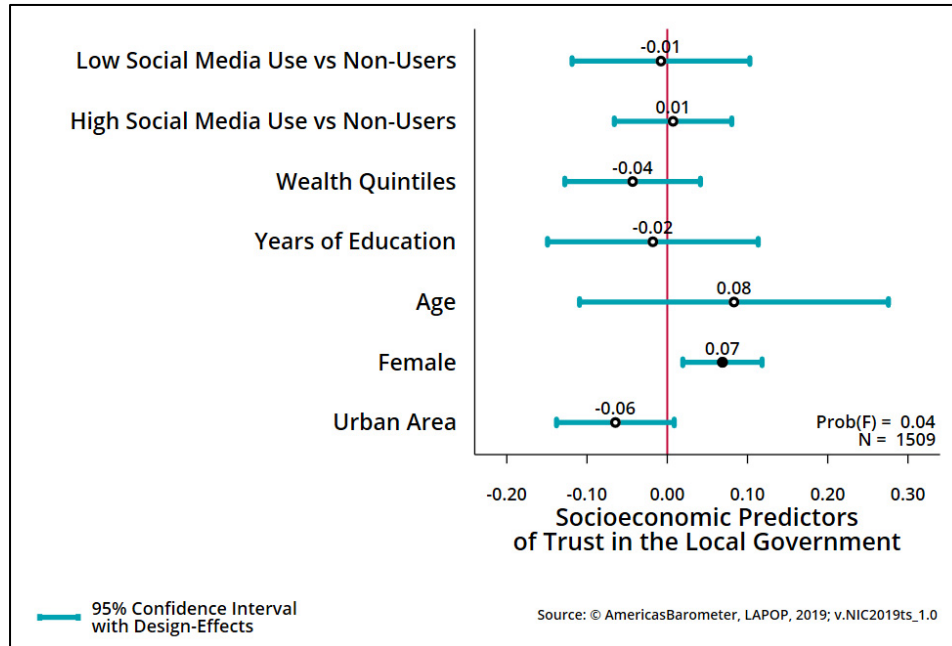 -0.01
Low Social Media Use vs Non-Users
0.01
High Social Media Use vs Non-Users
-0.04
Wealth Quintiles
-0.02
Years of Education
0.08
Age
0.07
Female
-0.06
Urban Area
Prob(F) = 0.04
N = 1509
-0.20 -0.10 0.00 0.10 0.20 0.30
Socioeconomic Predictors
of Trust in the Local Government
95% Confidence Interval
with Design-Effects
Source: © AmericasBarometer, LAPOP, 2019; v.NIC2019ts_1.0